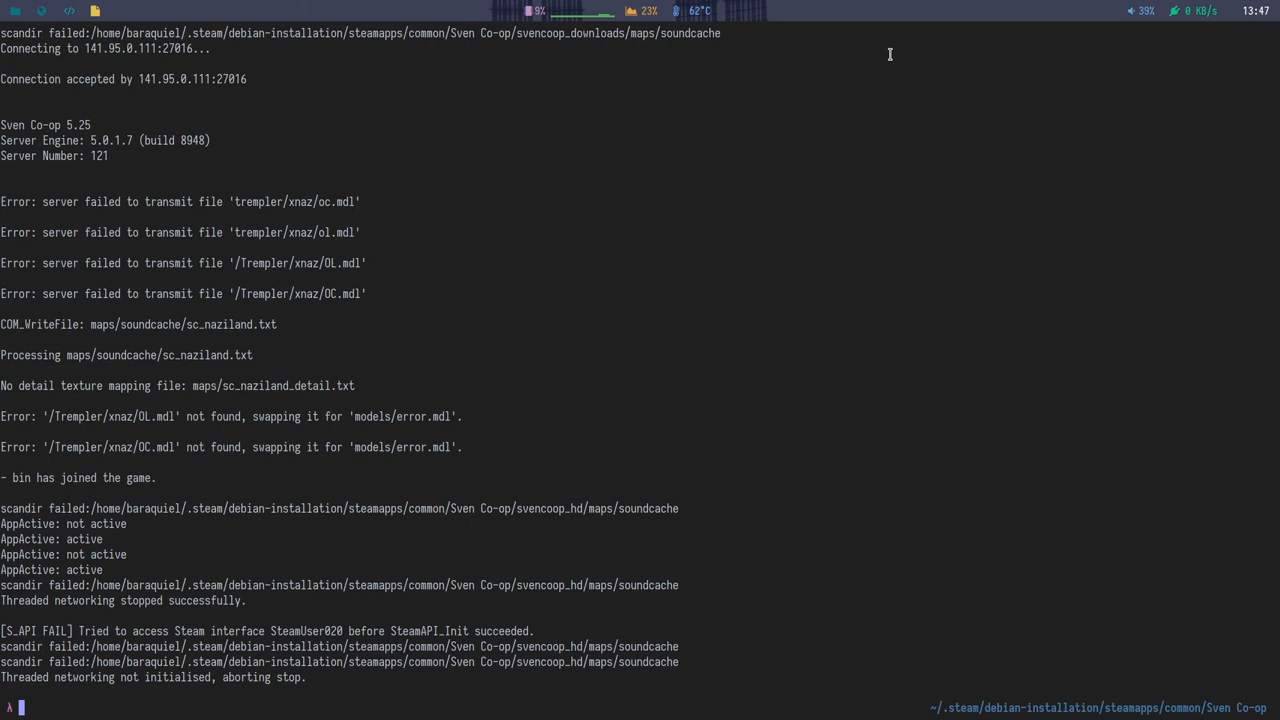 9% 23% 62°C 39% 0 KB/s 13:47
scandir failed:/home/baraquiel/.steam/debian-installation/steamapps/common/Sven Co-op/svencoop_downloads/maps/soundcache
Connecting to 141.95.0.111:27016...
Connection accepted by 141.95.0.111:27016
Sven Co-op 5.25
Server Engine: 5.0.1.7 (build 8948)
Server Number: 121
Error: server failed to transmit file 'trempler/xnaz/oc.mdl'
Error: server failed to transmit file 'trempler/xnaz/ol.mdl'
Error: server failed to transmit file '/Trempler/xnaz/OL.mdl'
Error: server failed to transmit file '/Trempler/xnaz/OC.mdl'
COM_WriteFile: maps/soundcache/sc_naziland.txt
Processing maps/soundcache/sc_naziland.txt
No detail texture mapping file: maps/sc_naziland_detail.txt
Error: '/Trempler/xnaz/OL.mdl' not found, swapping it for 'models/error.mdl'.
Error: '/Trempler/xnaz/OC.mdl' not found, swapping it for 'models/error.mdl'.
- bin has joined the game.
scandir failed:/home/baraquiel/.steam/debian-installation/steamapps/common/Sven Co-op/svencoop_hd/maps/soundcache
AppActive: not active
AppActive: active
AppActive: not active
AppActive: active
scandir failed:/home/baraquiel/.steam/debian-installation/steamapps/common/Sven Co-op/svencoop_hd/maps/soundcache
Threaded networking stopped successfully.
[S_API FAIL] Tried to access Steam interface SteamUser020 before SteamAPI_Init succeeded.
scandir failed:/home/baraquiel/.steam/debian-installation/steamapps/common/Sven Co-op/svencoop_hd/maps/soundcache
scandir failed:/home/baraquiel/.steam/debian-installation/steamapps/common/Sven Co-op/svencoop_hd/maps/soundcache
Threaded networking not initialised, aborting stop.
λ ~/.steam/debian-installation/steamapps/common/Sven Co-op